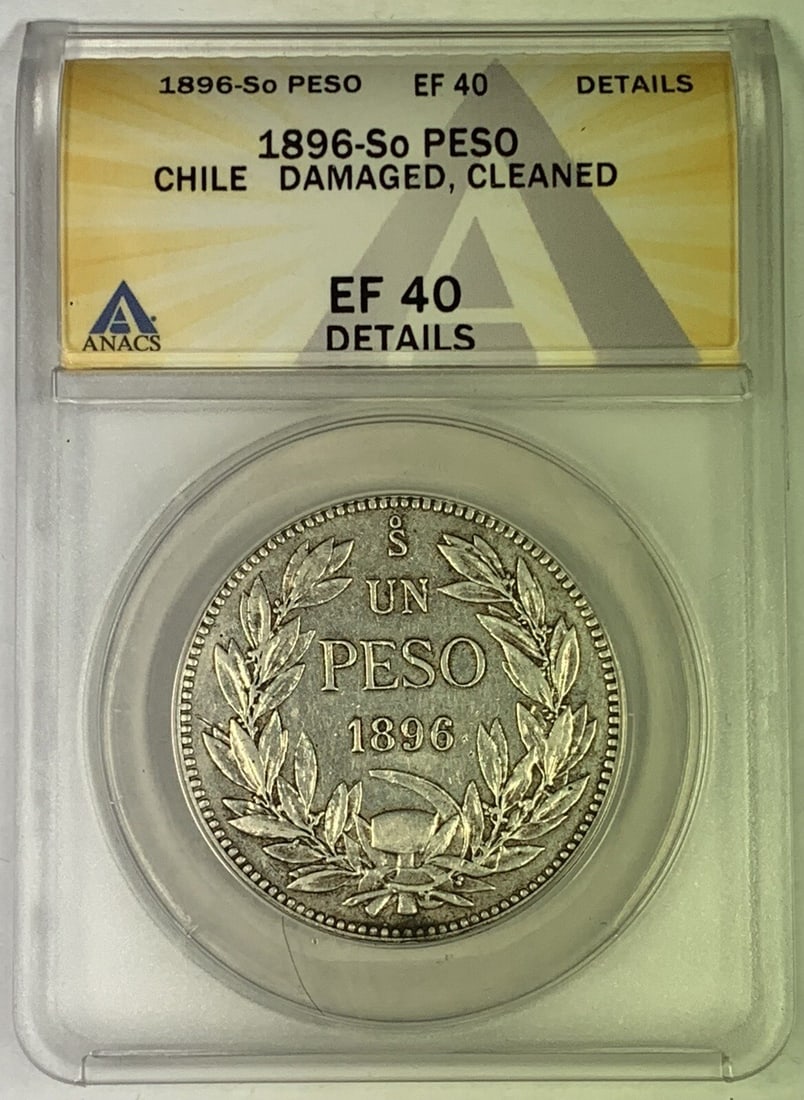 1896-So PESO EF 40 DETAILS
1896-So PESO
CHILE DAMAGED, CLEANED
EF 40
DETAILS
ANACS
S̊
UN
PESO
1896